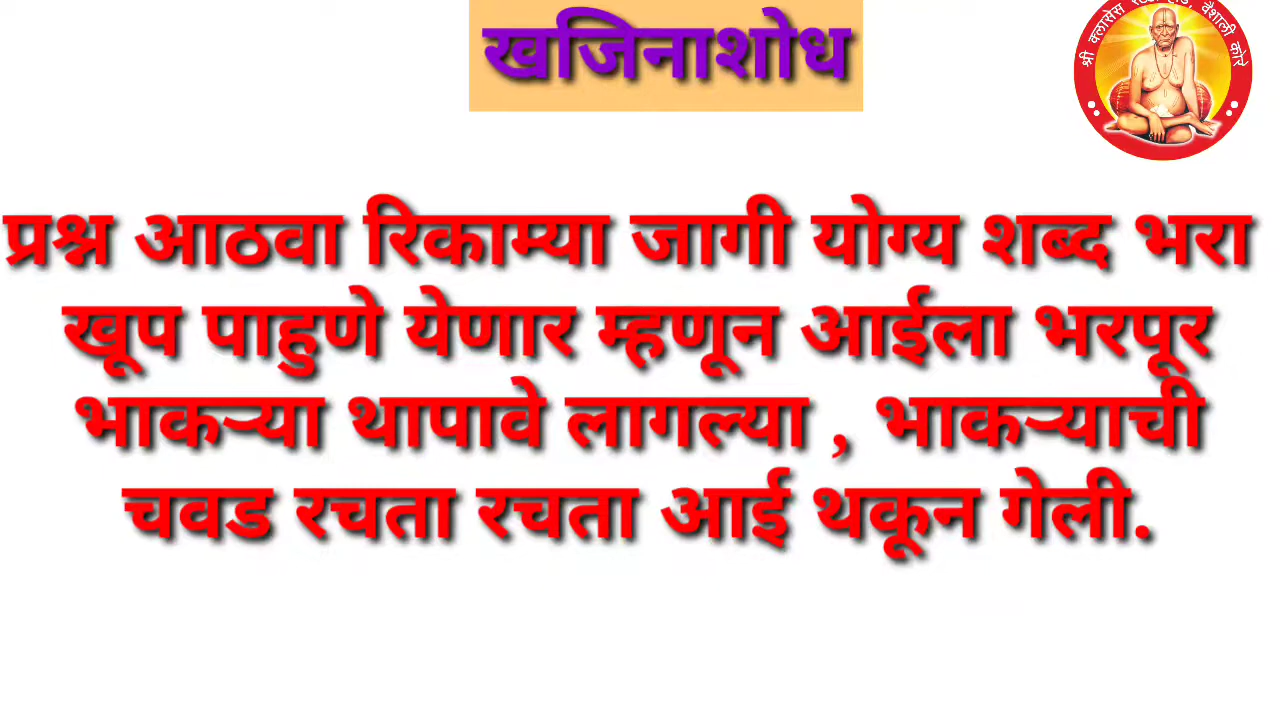 खजिनाशोध
श्री क्लासेस
वैशाली कोरे
प्रश्न आठवा रिकाम्या जागी योग्य शब्द भरा
खूप पाहुणे येणार म्हणून आईला भरपूर
भाकऱ्या थापावे लागल्या , भाकऱ्याची
चवड रचता रचता आई थकून गेली.